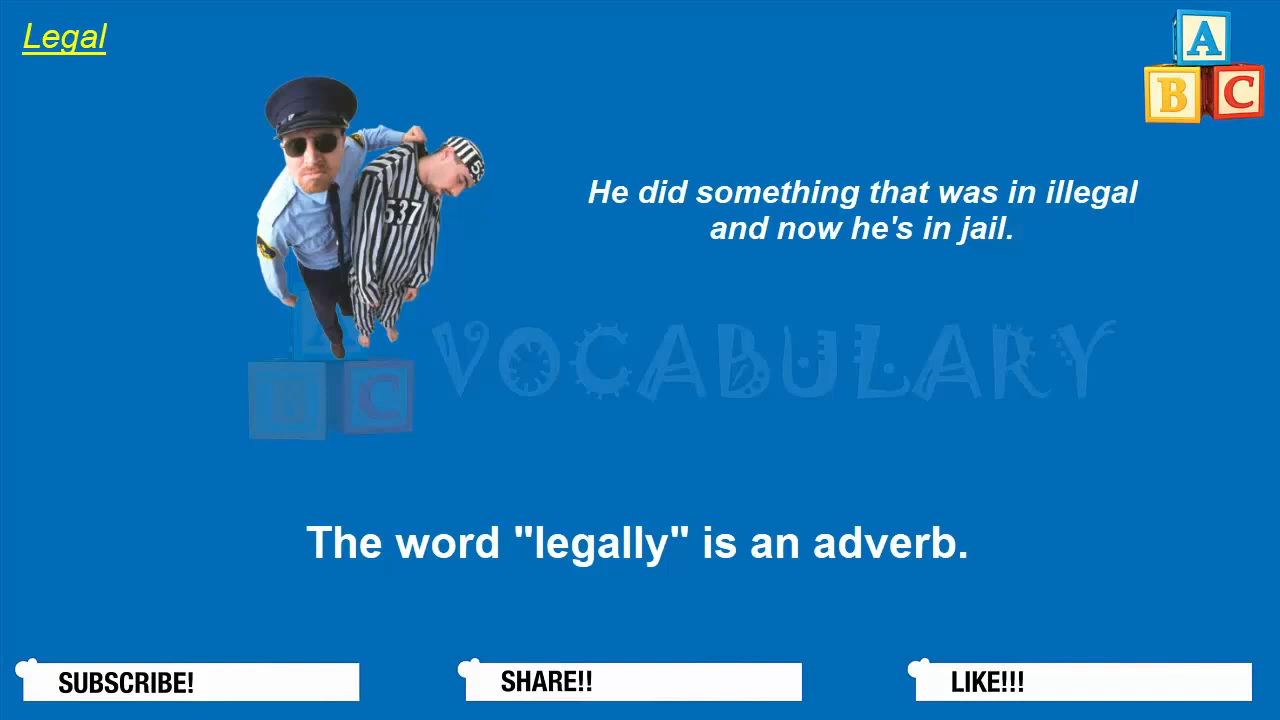 Legal
A
B C
537
He did something that was in illegal
and now he's in jail.
VOCABULARY
B C
The word "legally" is an adverb.
SUBSCRIBE!
SHARE!!
LIKE!!!